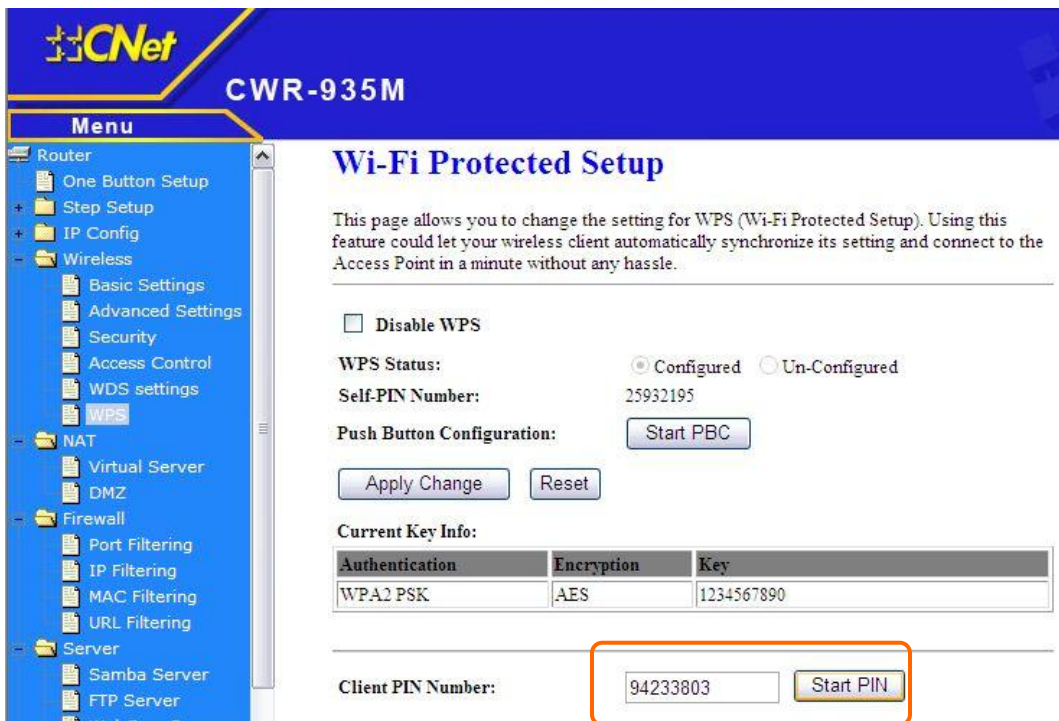 CNet
CWR-935M
Menu
Router
One Button Setup
Step Setup
IP Config
Wireless
Basic Settings
Advanced Settings
Security
Access Control
WDS settings
WPS
NAT
Virtual Server
DMZ
Firewall
Port Filtering
IP Filtering
MAC Filtering
URL Filtering
Server
Samba Server
FTP Server
Wi-Fi Protected Setup
This page allows you to change the setting for WPS (Wi-Fi Protected Setup). Using this
feature could let your wireless client automatically synchronize its setting and connect to the
Access Point in a minute without any hassle.
Disable WPS
WPS Status: Configured Un-Configured
Self-PIN Number: 25932195
Push Button Configuration: Start PBC
Apply Change Reset
Current Key Info:
Authentication Encryption Key
WPA2 PSK AES 1234567890
Client PIN Number: 94233803 Start PIN